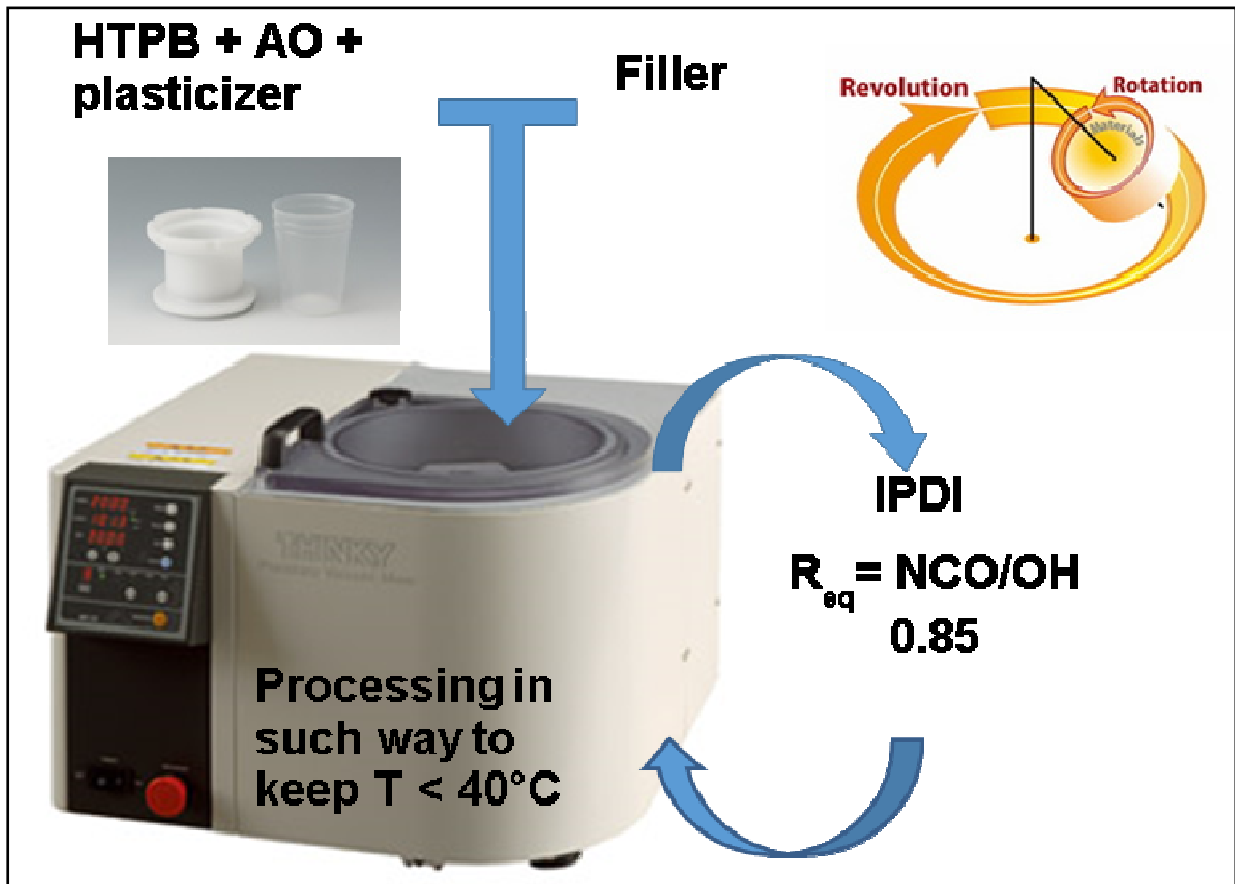 HTPB + AO +
plasticizer
Filler
Revolution
Rotation
Materials
IPDI
Req = NCO/OH
0.85
THINKY
Processing in
such way to
keep T < 40°C